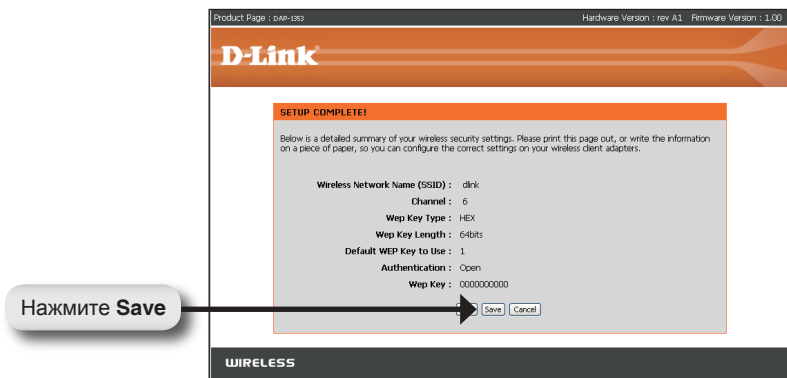 Product Page : DAP-1353 Hardware Version : rev A1 Firmware Version : 1.00
D-Link
SETUP COMPLETE!
Below is a detailed summary of your wireless security settings. Please print this page out, or write the information
on a piece of paper, so you can configure the correct settings on your wireless client adapters.
Wireless Network Name (SSID) : dlink
Channel : 6
Wep Key Type : HEX
Wep Key Length : 64bits
Default WEP Key to Use : 1
Authentication : Open
Wep Key : 0000000000
Нажмите Save
Save Cancel
WIRELESS